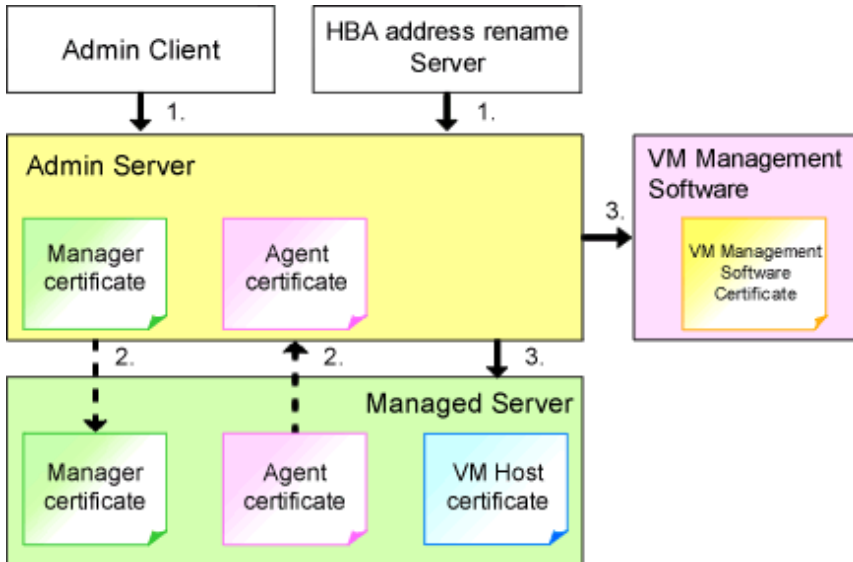 Admin Client
HBA address rename
Server
1.
1.
Admin Server
VM Management
Software
3.
Manager
certificate
Agent
certificate
VM Management
Software
Certificate
2.
2.
3.
Managed Server
Manager
certificate
Agent
certificate
VM Host
certificate